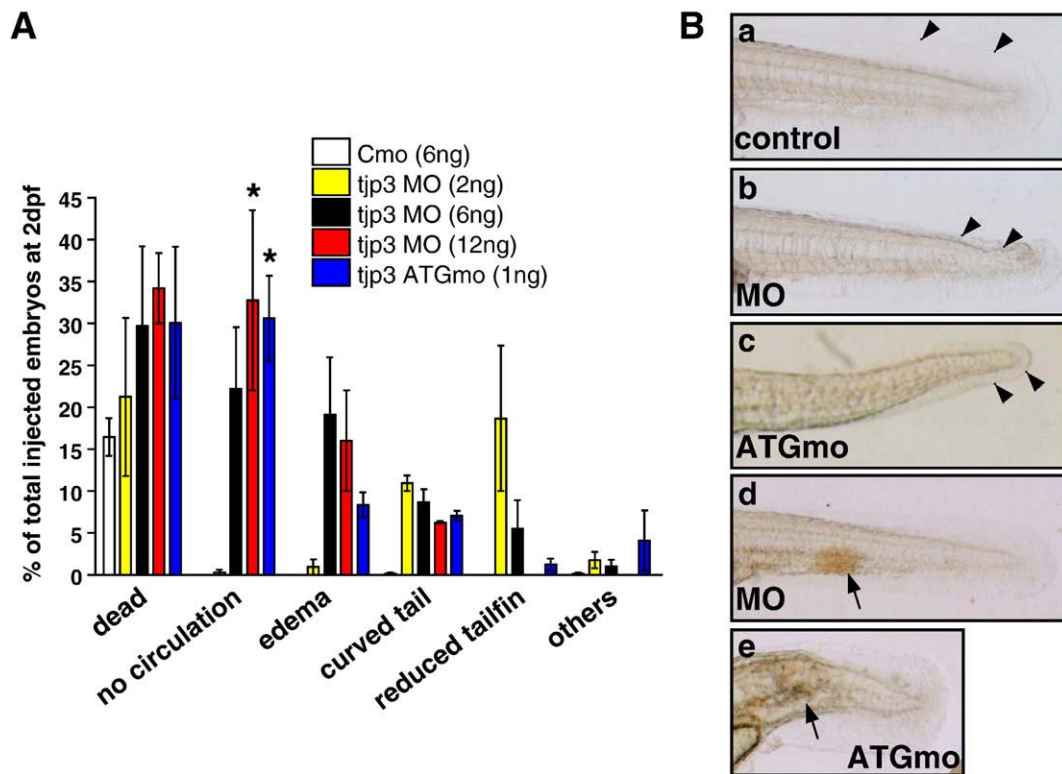 A
Cmo (6ng)
tjp3 MO (2ng)
tjp3 MO (6ng)
tjp3 MO (12ng)
tjp3 ATGmo (1ng)
% of total injected embryos at 2dpf
45
40
35
30
25
20
15
10
5
0
*
*
dead
no circulation
edema
curved tail
reduced tailfin
others
B
a
control
b
MO
c
ATGmo
d
MO
e
ATGmo